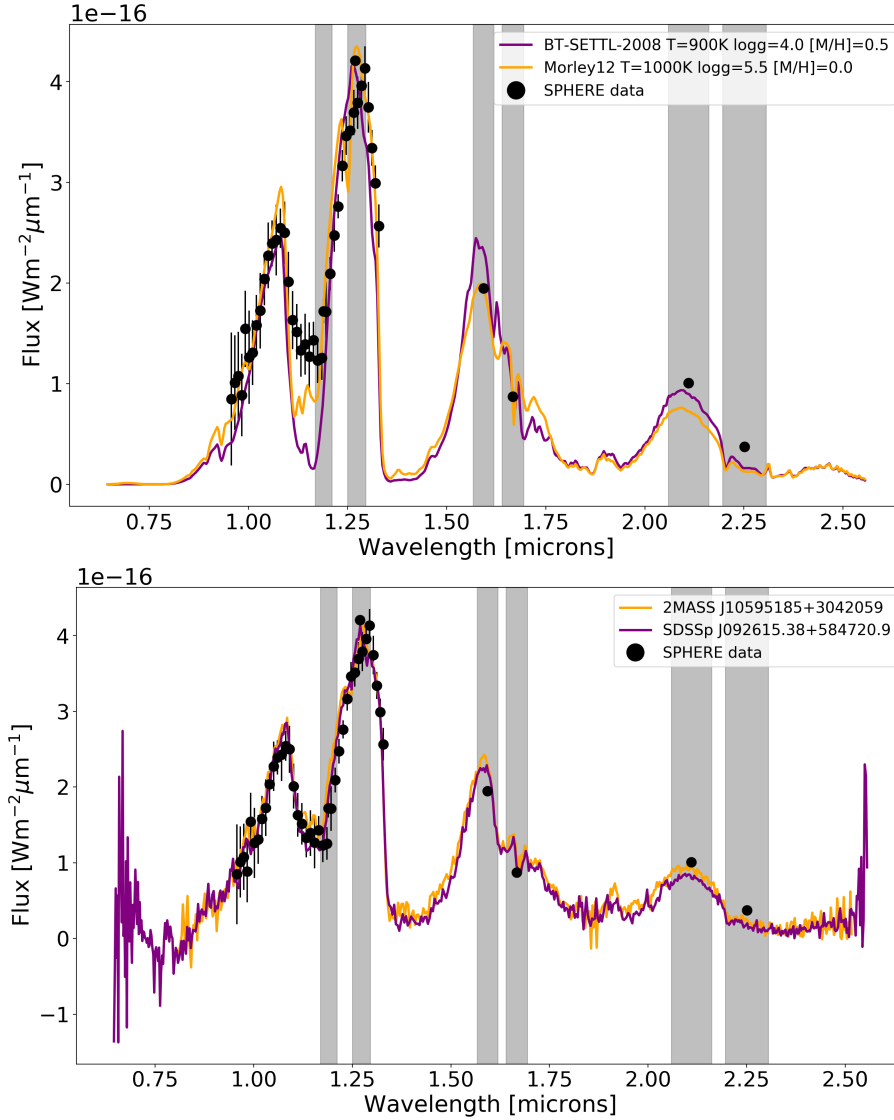 1e−16
BT-SETTL-2008 T=900K logg=4.0 [M/H]=0.5
Morley12 T=1000K logg=5.5 [M/H]=0.0
SPHERE data
Flux [Wm⁻²μm⁻¹]
4
3
2
1
0
0.75 1.00 1.25 1.50 1.75 2.00 2.25 2.50
Wavelength [microns]
1e−16
2MASS J10595185+3042059
SDSSp J092615.38+584720.9
SPHERE data
Flux [Wm⁻²μm⁻¹]
4
3
2
1
0
−1
0.75 1.00 1.25 1.50 1.75 2.00 2.25 2.50
Wavelength [microns]